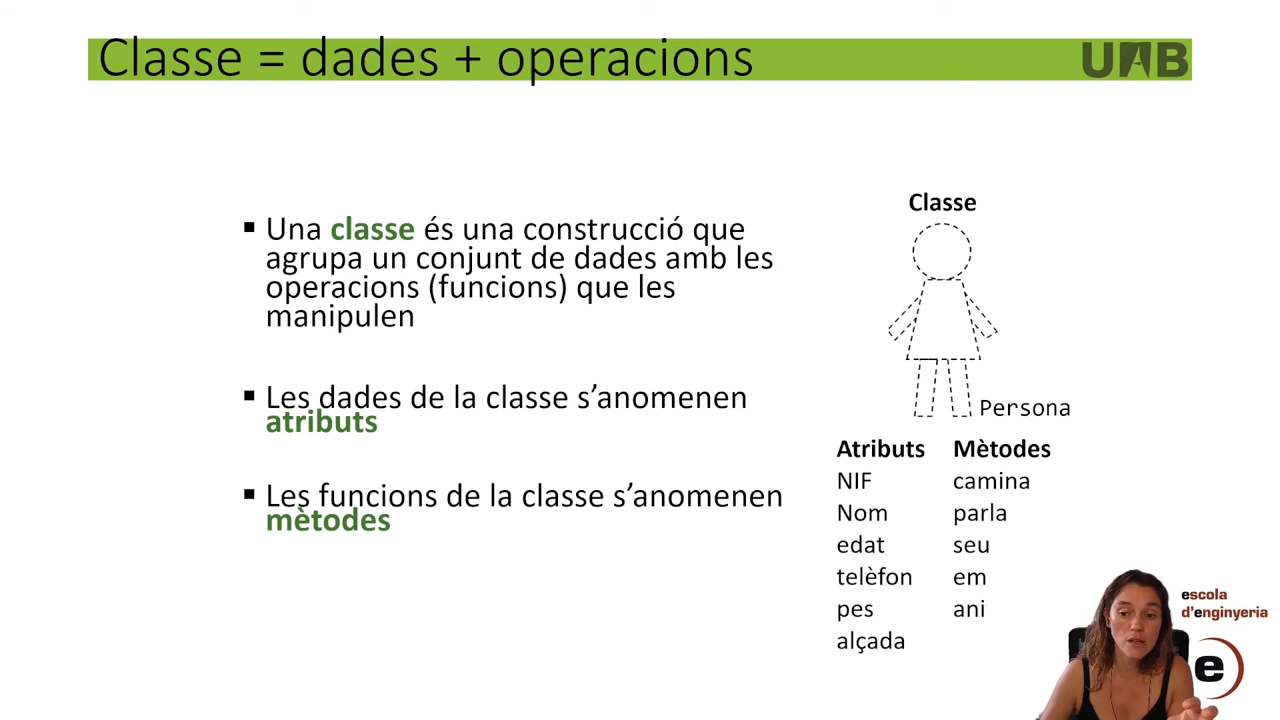 Classe = dades + operacions
UAB
▪ Una classe és una construcció que
agrupa un conjunt de dades amb les
operacions (funcions) que les
manipulen
▪ Les dades de la classe s’anomenen
atributs
▪ Les funcions de la classe s’anomenen
mètodes
Classe
Persona
Atributs Mètodes
NIF camina
Nom parla
edat seu
telèfon em
pes ani
alçada
escola
d'enginyeria
e